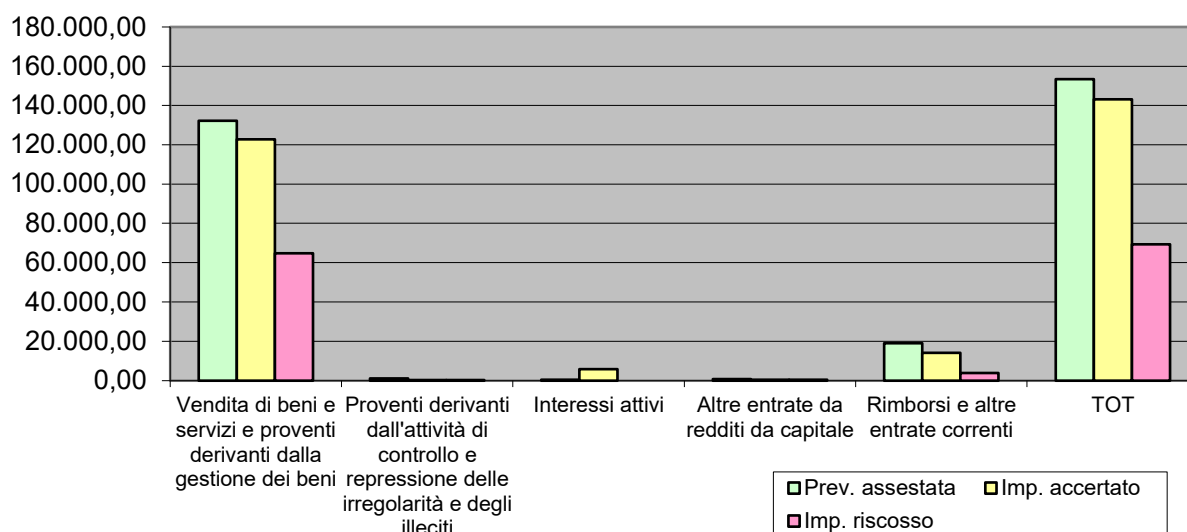 180.000,00
160.000,00
140.000,00
120.000,00
100.000,00
80.000,00
60.000,00
40.000,00
20.000,00
0,00
Vendita di beni e
servizi e proventi
derivanti dalla
gestione dei beni
Proventi derivanti
dall'attività di
controllo e
repressione delle
irregolarità e degli
illeciti
Interessi attivi
Altre entrate da
redditi da capitale
Rimborsi e altre
entrate correnti
TOT
Prev. assestata
Imp. accertato
Imp. riscosso